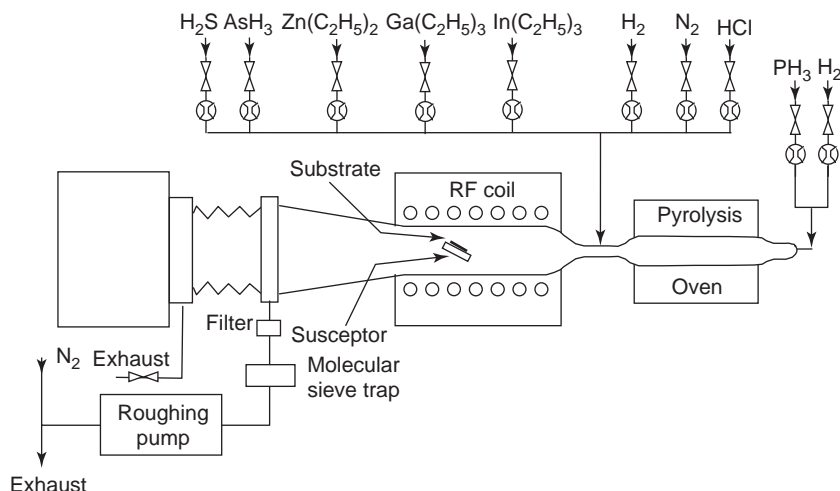 H2S AsH3 Zn(C2H5)2 Ga(C2H5)3 In(C2H5)3 H2 N2 HCl
PH3 H2
Substrate
RF coil
Pyrolysis
Oven
Filter
Susceptor
N2 Exhaust
Molecular
sieve trap
Roughing
pump
Exhaust